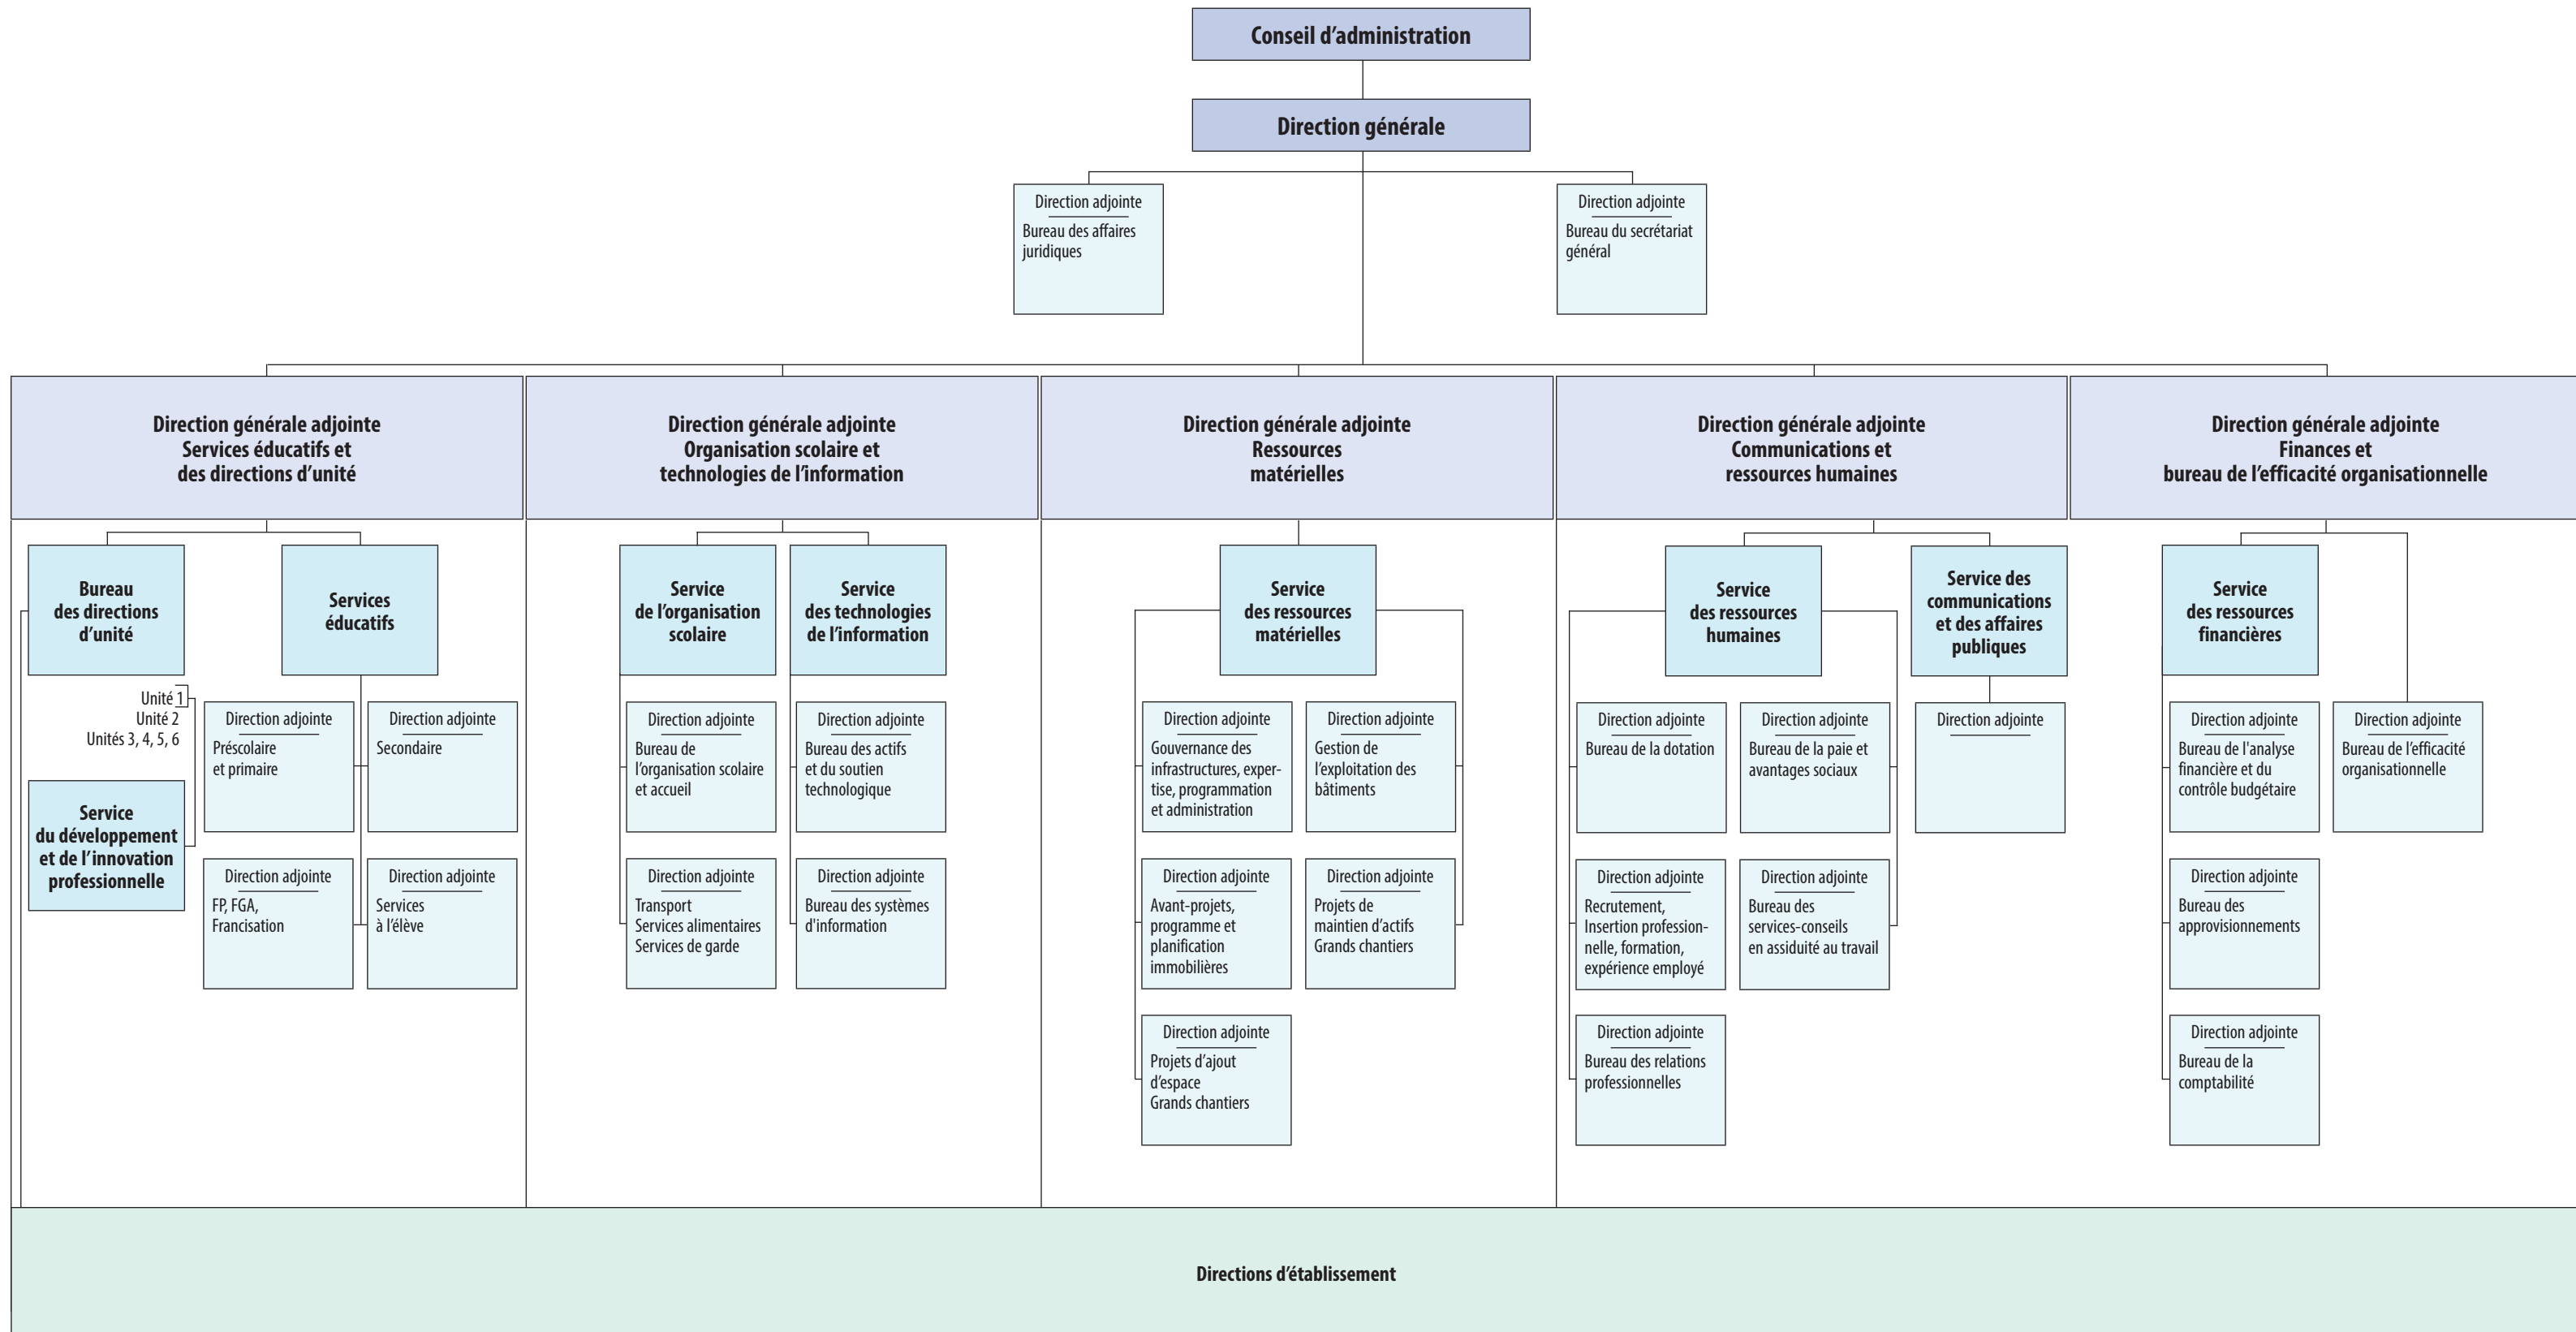 Conseil d’administration
Direction générale
Direction adjointe
Bureau des affaires
juridiques
Direction adjointe
Bureau du secrétariat
général
Direction générale adjointe
Services éducatifs et
des directions d’unité
Direction générale adjointe
Organisation scolaire et
technologies de l’information
Direction générale adjointe
Ressources
matérielles
Direction générale adjointe
Communications et
ressources humaines
Direction générale adjointe
Finances et
bureau de l’efficacité organisationnelle
Bureau
des directions
d’unité
Services
éducatifs
Unité 1
Unité 2
Unités 3, 4, 5, 6
Service
du développement
et de l’innovation
professionnelle
Direction adjointe
Préscolaire
et primaire
Direction adjointe
Secondaire
Direction adjointe
FP, FGA,
Francisation
Direction adjointe
Services
à l’élève
Service
de l’organisation
scolaire
Service
des technologies
de l’information
Direction adjointe
Bureau de
l’organisation scolaire
et accueil
Direction adjointe
Bureau des actifs
et du soutien
technologique
Direction adjointe
Transport
Services alimentaires
Services de garde
Direction adjointe
Bureau des systèmes
d'information
Service
des ressources
matérielles
Direction adjointe
Gouvernance des
infrastructures, exper-
tise, programmation
et administration
Direction adjointe
Gestion de
l’exploitation des
bâtiments
Direction adjointe
Avant-projets,
programme et
planification
immobilières
Direction adjointe
Projets de
maintien d’actifs
Grands chantiers
Direction adjointe
Projets d’ajout
d’espace
Grands chantiers
Service
des ressources
humaines
Service des
communications
et des affaires
publiques
Direction adjointe
Bureau de la dotation
Direction adjointe
Bureau de la paie et
avantages sociaux
Direction adjointe
Direction adjointe
Recrutement,
Insertion profession-
nelle, formation,
expérience employé
Direction adjointe
Bureau des
services-conseils
en assiduité au travail
Direction adjointe
Bureau des relations
professionnelles
Service
des ressources
financières
Direction adjointe
Bureau de l'analyse
financière et du
contrôle budgétaire
Direction adjointe
Bureau de l’efficacité
organisationnelle
Direction adjointe
Bureau des
approvisionnements
Direction adjointe
Bureau de la
comptabilité
Directions d’établissement